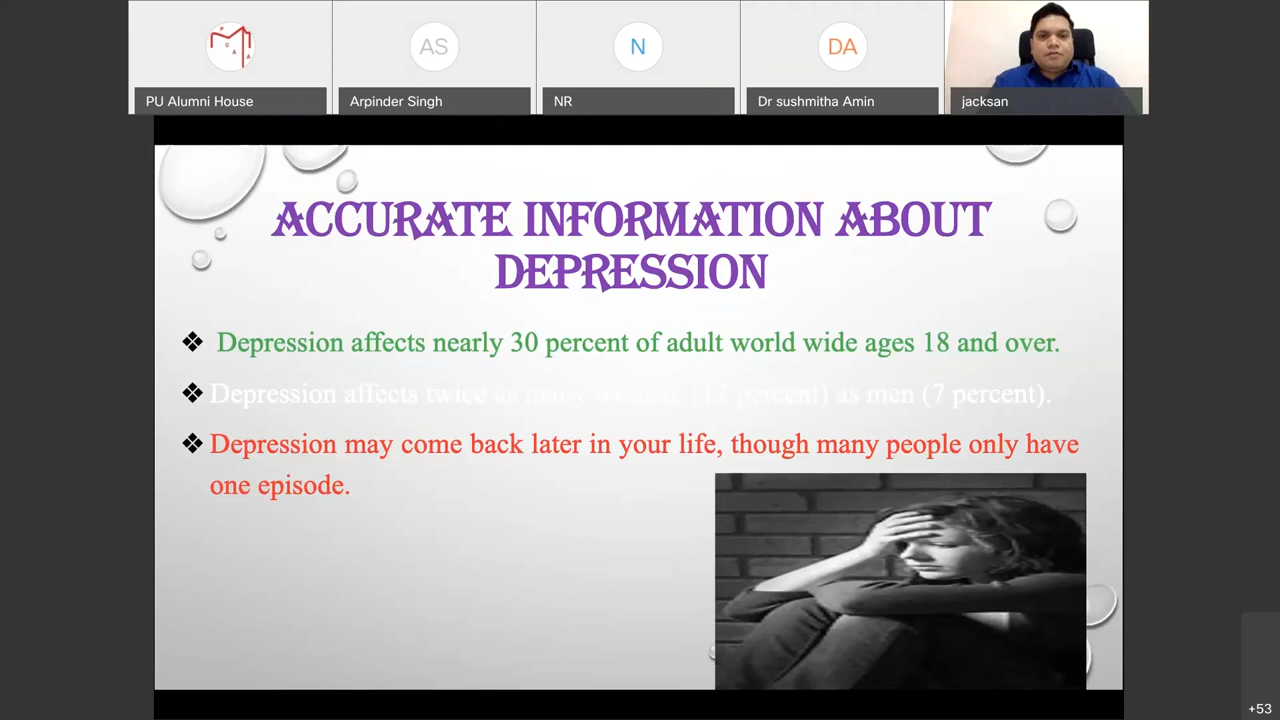 AS
N
DA
PU Alumni House
Arpinder Singh
NR
Dr sushmitha Amin
jacksan
ACCURATE INFORMATION ABOUT
DEPRESSION
❖ Depression affects nearly 30 percent of adult world wide ages 18 and over.
❖ Depression affects twice as many women percent) as men (7 percent).
❖ Depression may come back later in your life, though many people only have
one episode.
+53